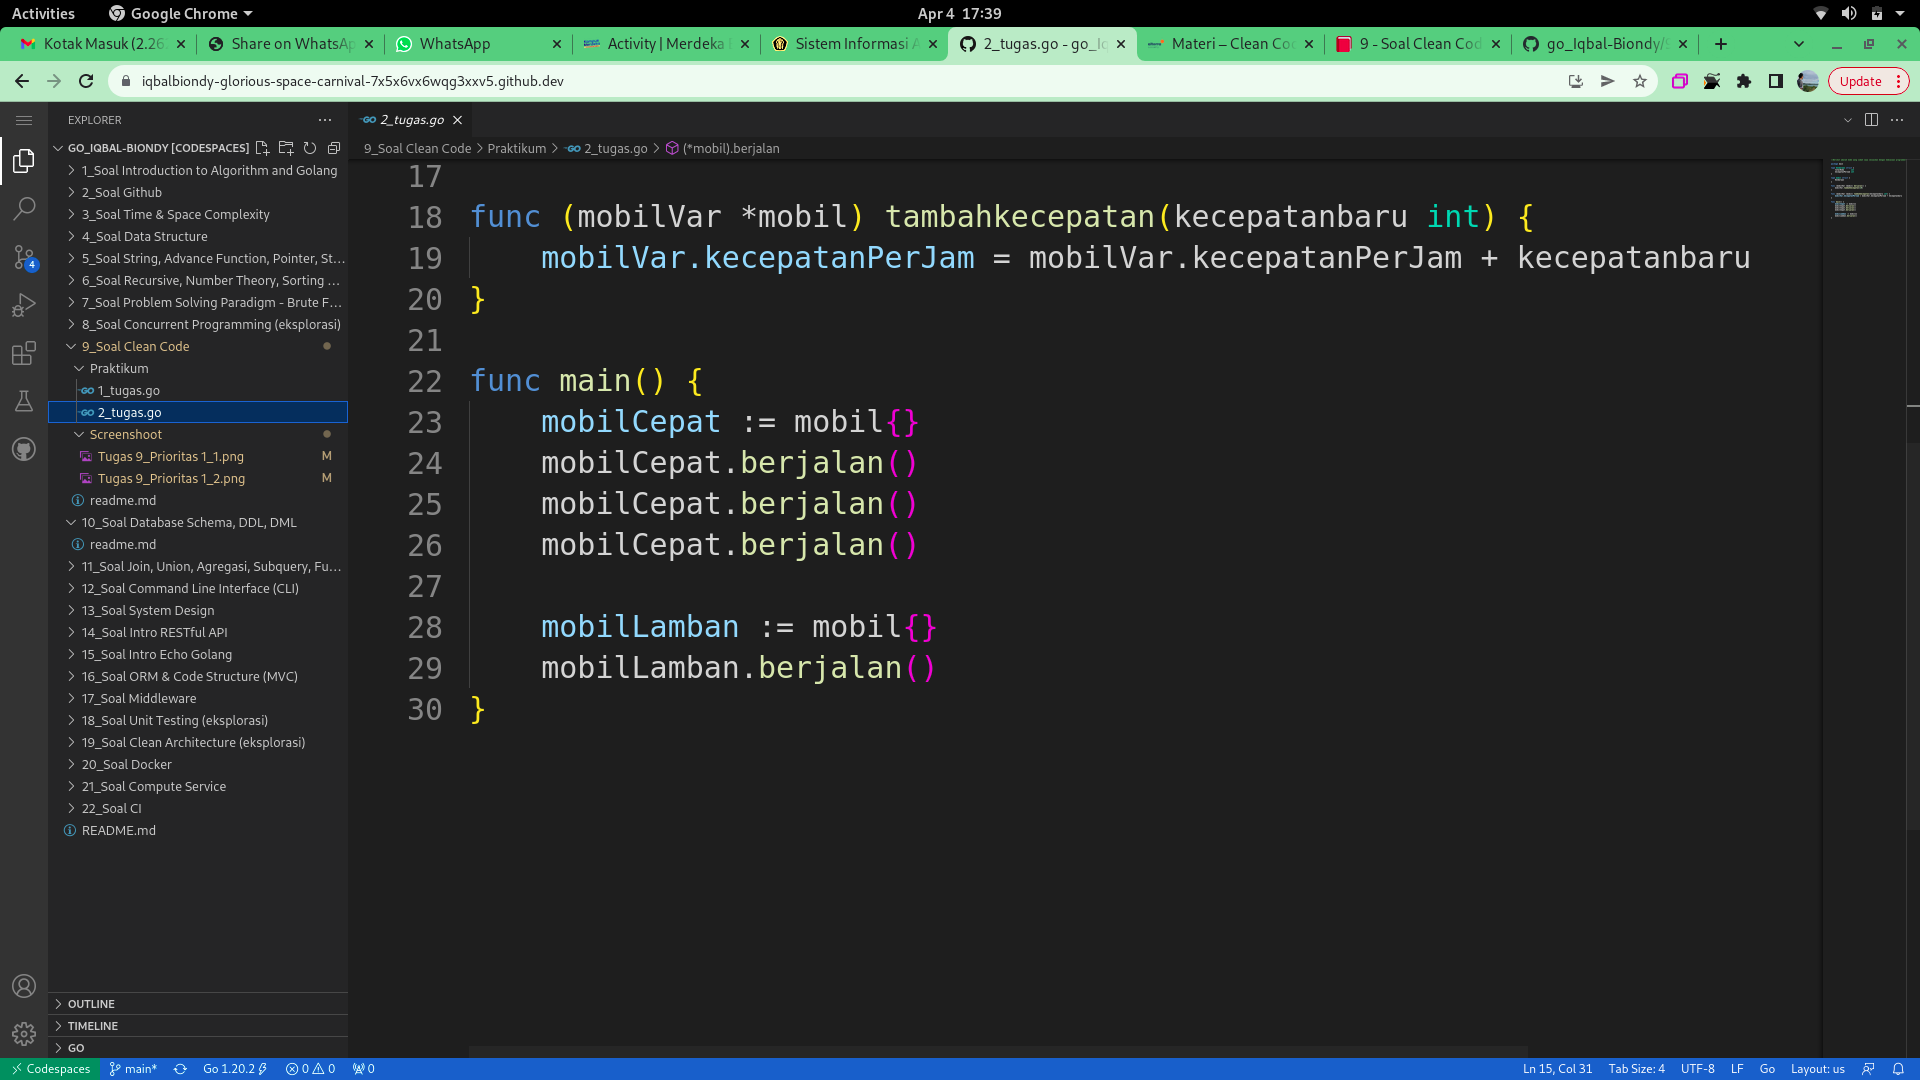 Activities Google Chrome Apr 4 17:39
Kotak Masuk (2.26 Share on WhatsAp WhatsApp Activity | Merdeka Sistem Informasi A 2_tugas.go - go_Iq Materi – Clean Co 9 - Soal Clean Cod go_Iqbal-Biondy/
iqbalbiondy-glorious-space-carnival-7x5x6vx6wqg3xxv5.github.dev Update
EXPLORER
2_tugas.go
GO_IQBAL-BIONDY [CODESPACES]
9_Soal Clean Code > Praktikum > 2_tugas.go > (*mobil).berjalan
1_Soal Introduction to Algorithm and Golang
2_Soal Github
3_Soal Time & Space Complexity
4_Soal Data Structure
5_Soal String, Advance Function, Pointer, St...
6_Soal Recursive, Number Theory, Sorting ...
7_Soal Problem Solving Paradigm - Brute F...
8_Soal Concurrent Programming (eksplorasi)
9_Soal Clean Code
Praktikum
1_tugas.go
2_tugas.go
Screenshoot
Tugas 9_Prioritas 1_1.png M
Tugas 9_Prioritas 1_2.png M
readme.md
10_Soal Database Schema, DDL, DML
readme.md
11_Soal Join, Union, Agregasi, Subquery, Fu...
12_Soal Command Line Interface (CLI)
13_Soal System Design
14_Soal Intro RESTful API
15_Soal Intro Echo Golang
16_Soal ORM & Code Structure (MVC)
17_Soal Middleware
18_Soal Unit Testing (eksplorasi)
19_Soal Clean Architecture (eksplorasi)
20_Soal Docker
21_Soal Compute Service
22_Soal CI
README.md
OUTLINE
TIMELINE
GO
4
17
18 func (mobilVar *mobil) tambahkecepatan(kecepatanbaru int) {
19 mobilVar.kecepatanPerJam = mobilVar.kecepatanPerJam + kecepatanbaru
20 }
21
22 func main() {
23 mobilCepat := mobil{}
24 mobilCepat.berjalan()
25 mobilCepat.berjalan()
26 mobilCepat.berjalan()
27
28 mobilLamban := mobil{}
29 mobilLamban.berjalan()
30 }
Codespaces main* Go 1.20.2 0 0 0 Ln 15, Col 31 Tab Size: 4 UTF-8 LF Go Layout: us